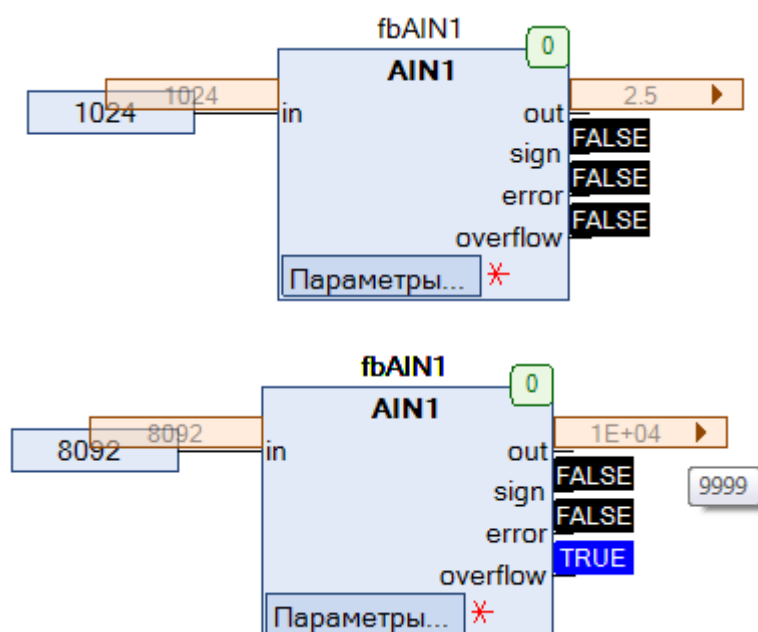 fbAIN1
0
AIN1
1024
1024
in
out
2.5
sign
FALSE
error
FALSE
overflow
FALSE
Параметры...
fbAIN1
0
AIN1
8092
8092
in
out
1E+04
sign
FALSE
9999
error
FALSE
overflow
TRUE
Параметры...